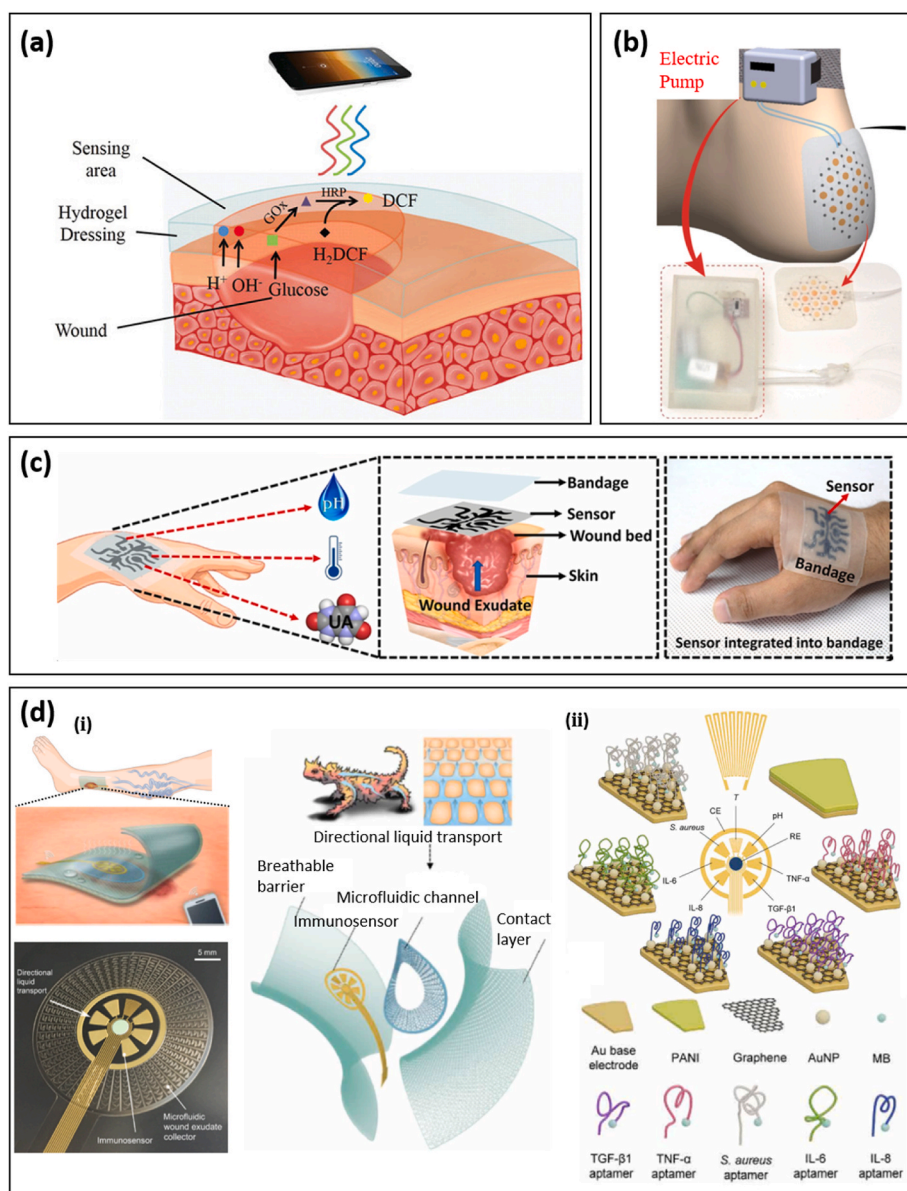 (a)
Sensing
area
Hydrogel
Dressing
HRP
DCF
GOx
H₂DCF
H⁺ OH⁻ Glucose
Wound
(b)
Electric
Pump
(c)
pH
UA
Bandage
Sensor
Wound bed
Skin
Wound Exudate
Sensor
Bandage
Sensor integrated into bandage
(d)
(i)
5 mm
Directional
liquid
transport
Immunosensor
Microfluidic
wound exudate
collector
Directional liquid transport
Breathable
barrier
Immunosensor
Microfluidic channel
Contact
layer
(ii)
T
CE
pH
S. aureus
RE
IL-6
TNF-α
IL-8
TGF-β1
Au base
electrode
PANI
Graphene
AuNP
MB
TGF-β1
aptamer
TNF-α
aptamer
S. aureus
aptamer
IL-6
aptamer
IL-8
aptamer